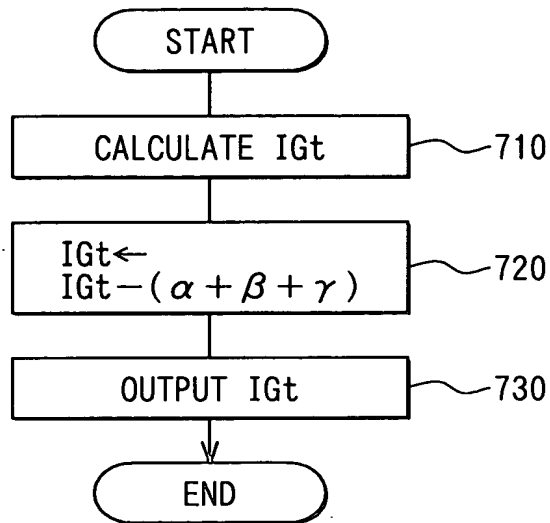 START
CALCULATE IGt
710
IGt←
IGt−(α+β+γ)
720
OUTPUT IGt
730
END